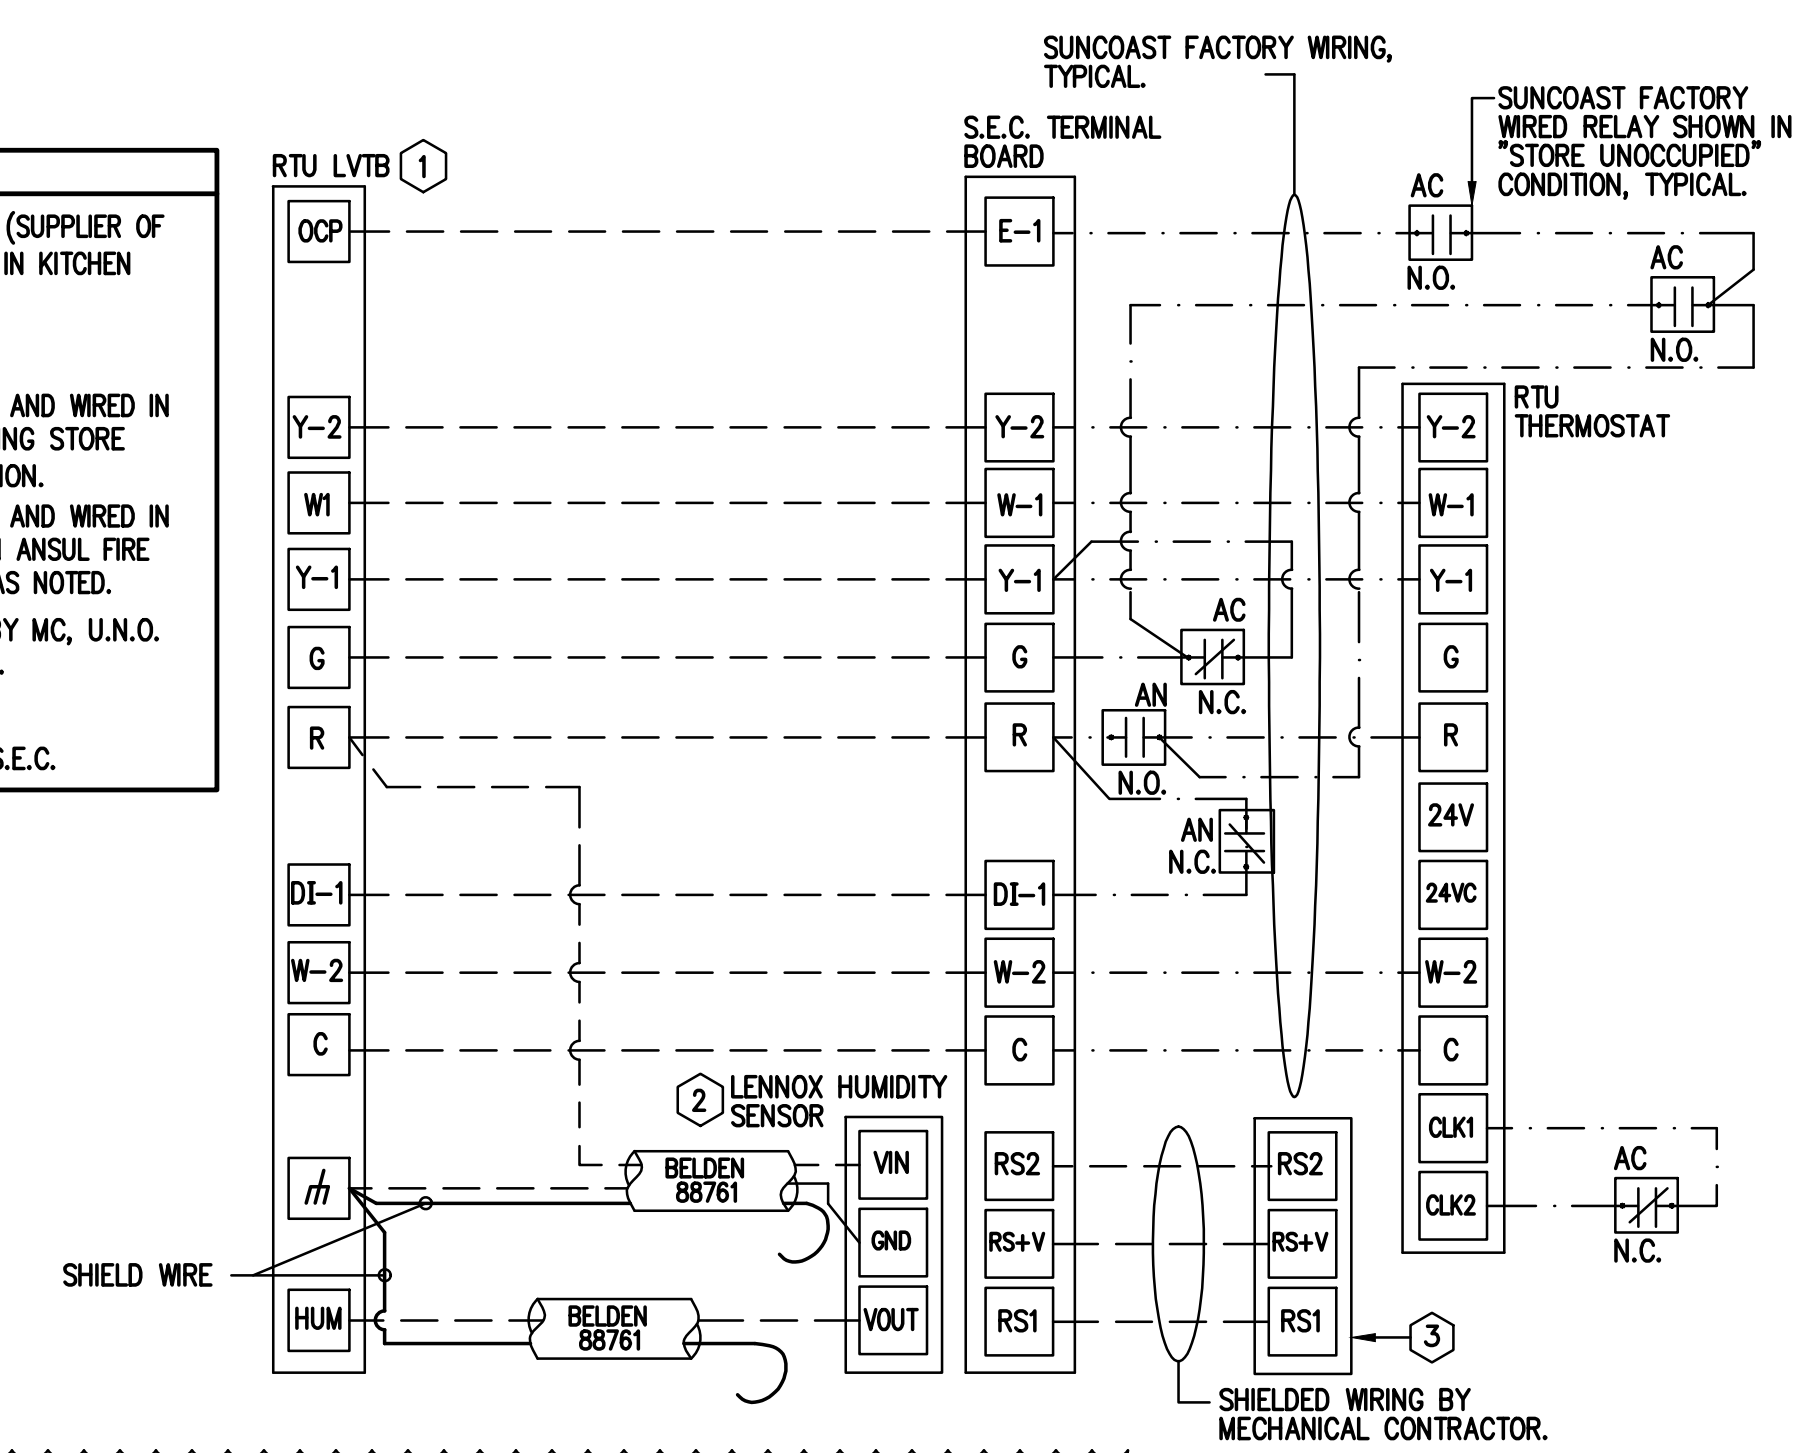 SUNCOAST FACTORY WIRING,
TYPICAL.
SUNCOAST FACTORY
WIRED RELAY SHOWN IN
"STORE UNOCCUPIED"
CONDITION, TYPICAL.
S.E.C. TERMINAL
BOARD
RTU LVTB 1
(SUPPLIER OF
IN KITCHEN
AND WIRED IN
STORE
AND WIRED IN
ANSUL FIRE
AS NOTED.
BY MC, U.N.O.
S.E.C.
OCP
Y-2
W1
Y-1
G
R
DI-1
W-2
C
HUM
SHIELD WIRE
BELDEN
88761
BELDEN
88761
2 LENNOX HUMIDITY
SENSOR
VIN
GND
VOUT
E-1
Y-2
W-1
Y-1
G
R
DI-1
W-2
C
RS2
RS+V
RS1
AC
N.O.
AC
N.O.
AC
N.C.
AN
N.O.
AN
N.C.
RTU
THERMOSTAT
Y-2
W-1
Y-1
G
R
24V
24VC
W-2
C
CLK1
CLK2
AC
N.C.
RS2
RS+V
RS1
3
SHIELDED WIRING BY
MECHANICAL CONTRACTOR.